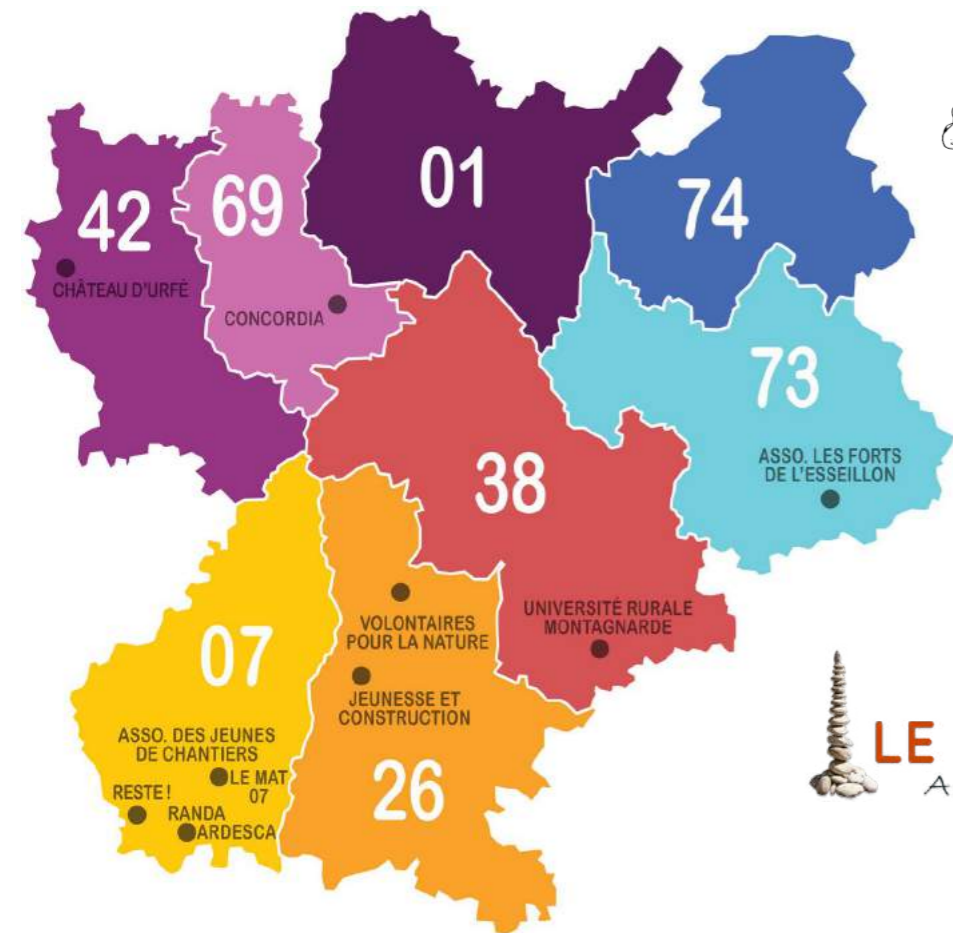 01
74
42
69
CHÂTEAU D'URFÉ
CONCORDIA
73
ASSO. LES FORTS
DE L'ESSEILLON
38
UNIVERSITÉ RURALE
MONTAGNARDE
VOLONTAIRES
POUR LA NATURE
07
JEUNESSE ET
CONSTRUCTION
ASSO. DES JEUNES
DE CHANTIERS
LE MAT
07
RESTE !
RANDA
ARDESCA
26
LE
A